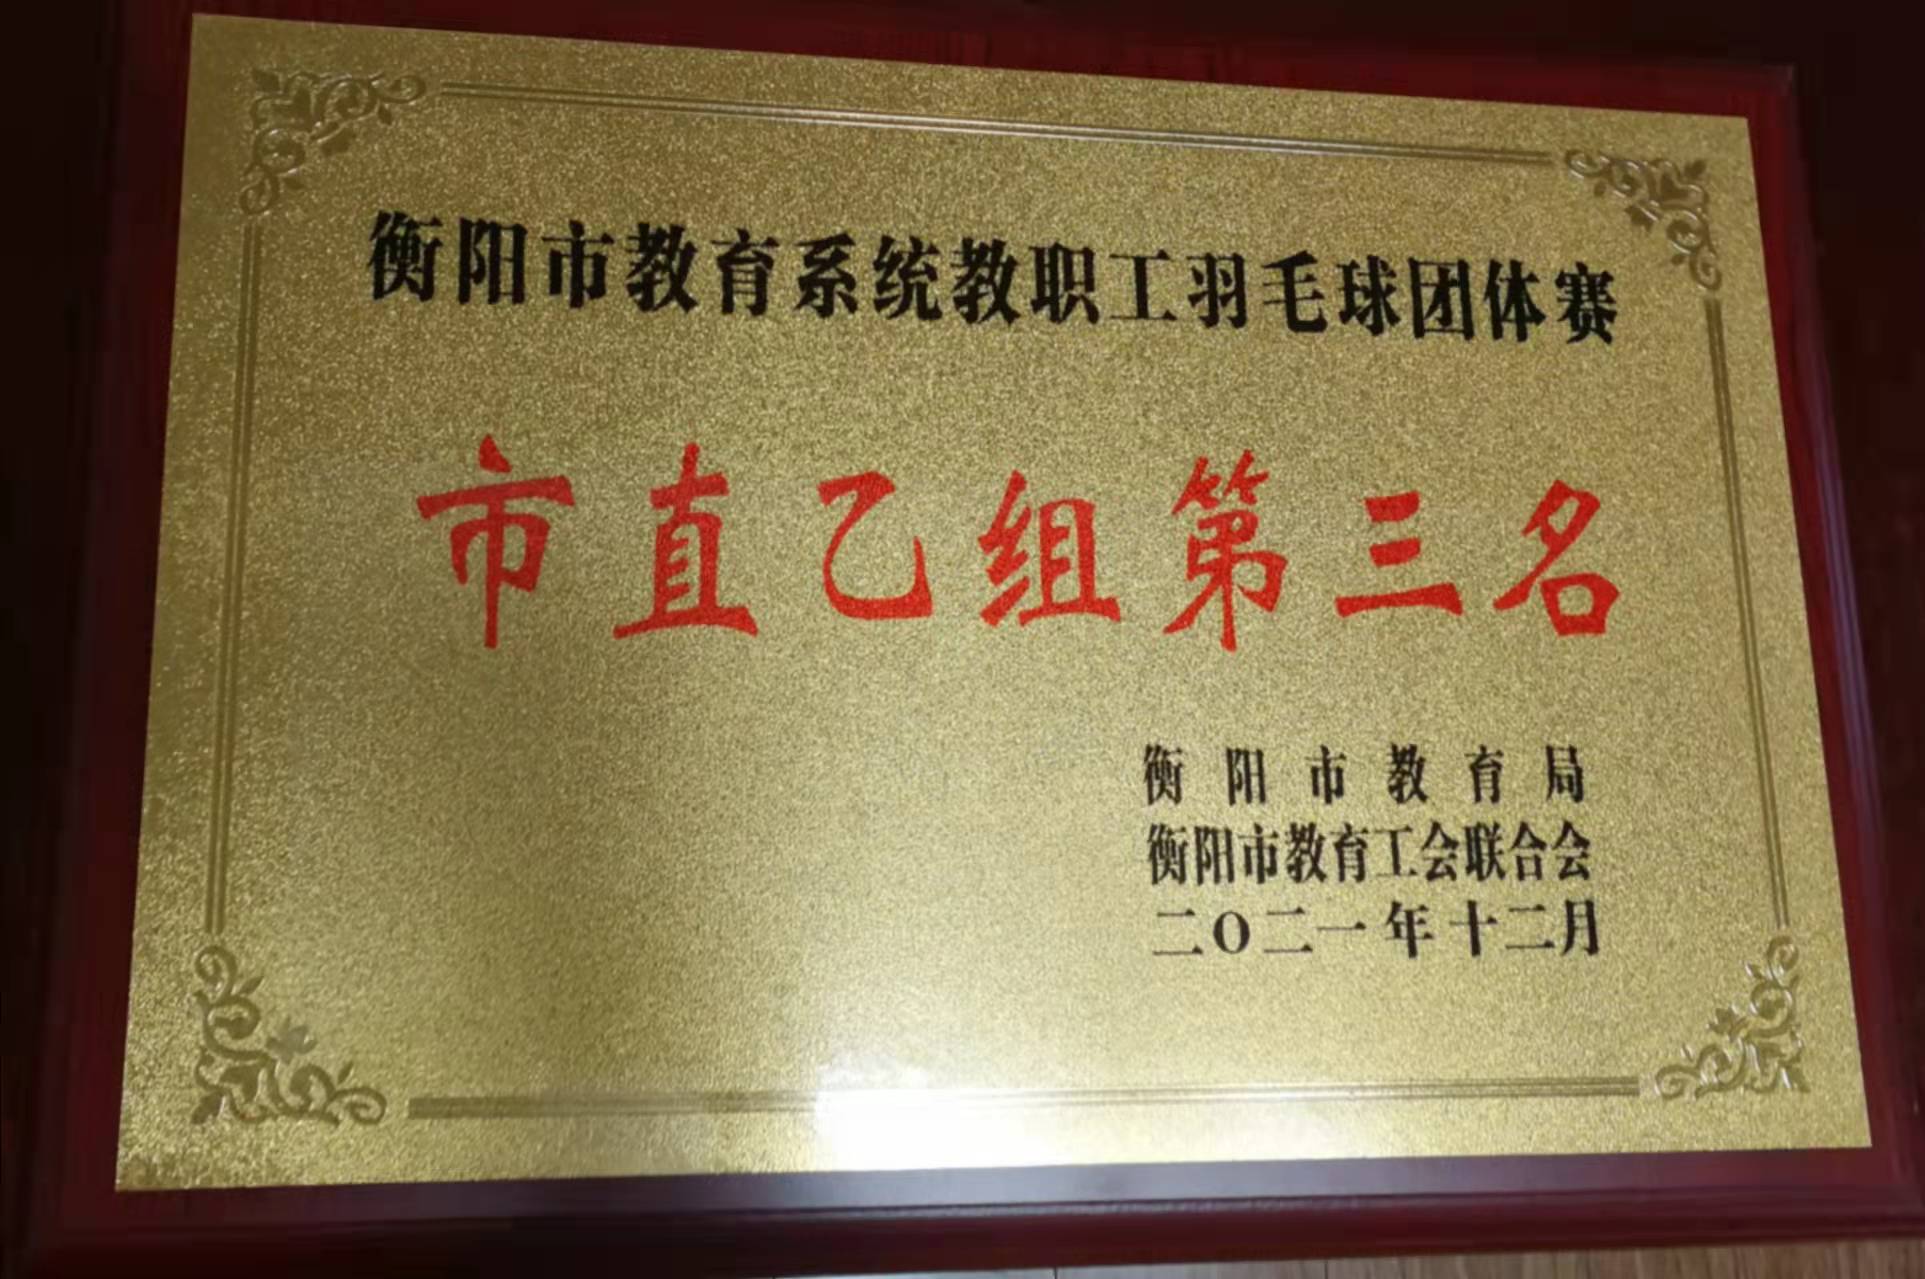 衡阳市教育系统教职工羽毛球团体赛
市直乙组第三名
衡阳市教育局
衡阳市教育工会联合会
二〇二一年十二月